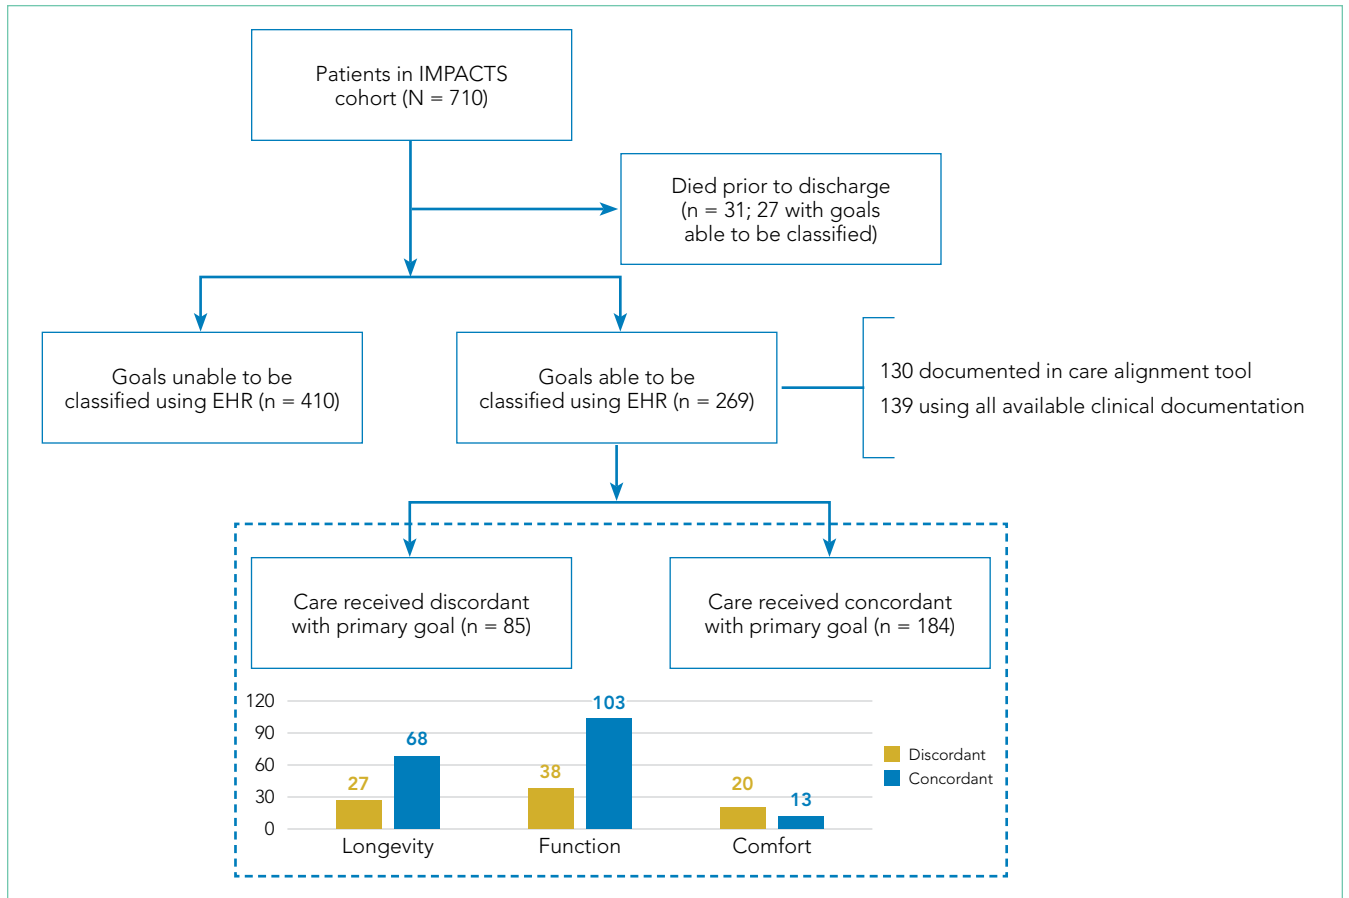 Patients in IMPACTS
cohort (N = 710)
Died prior to discharge
(n = 31; 27 with goals
able to be classified)
Goals unable to be
classified using EHR (n = 410)
Goals able to be
classified using EHR (n = 269)
130 documented in care alignment tool
139 using all available clinical documentation
Care received discordant
with primary goal (n = 85)
Care received concordant
with primary goal (n = 184)
120
90
60
30
0
27
68
38
103
20
13
Longevity
Function
Comfort
Discordant
Concordant